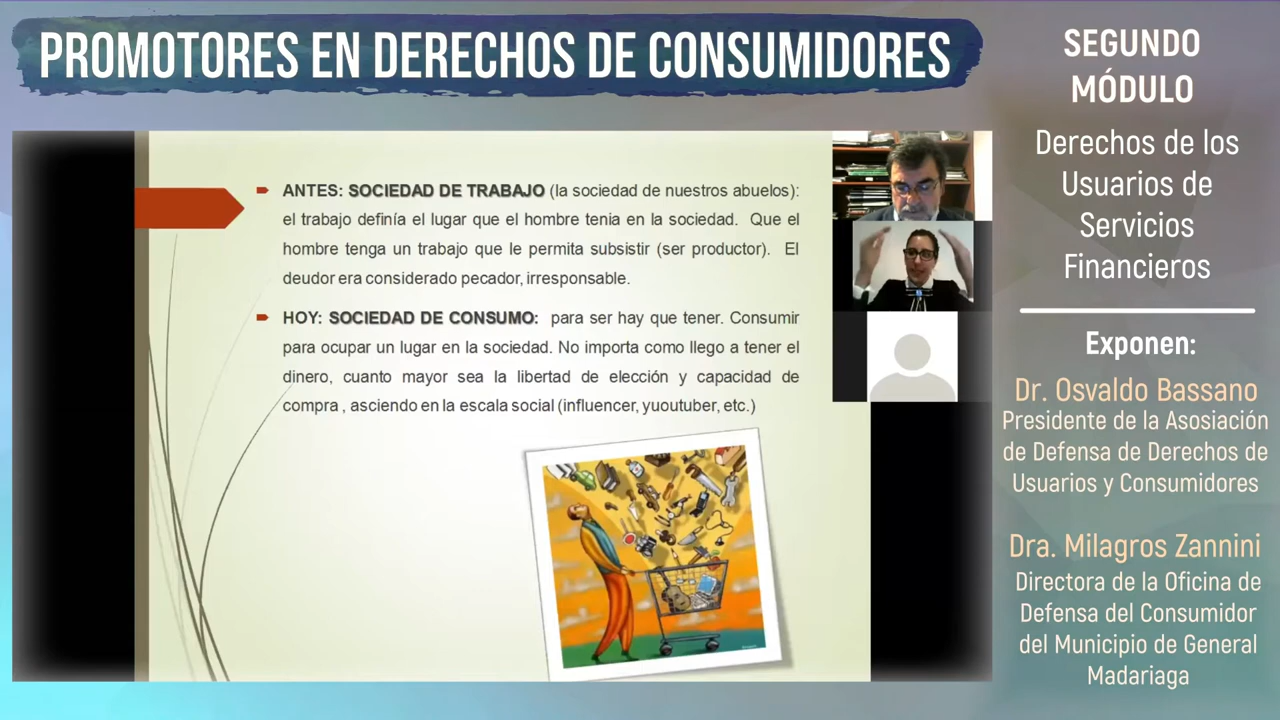 PROMOTORES EN DERECHOS DE CONSUMIDORES
ANTES: SOCIEDAD DE TRABAJO (la sociedad de nuestros abuelos):
el trabajo definía el lugar que el hombre tenia en la sociedad. Que el
hombre tenga un trabajo que le permita subsistir (ser productor). El
deudor era considerado pecador, irresponsable.
HOY: SOCIEDAD DE CONSUMO: para ser hay que tener. Consumir
para ocupar un lugar en la sociedad. No importa como llego a tener el
dinero, cuanto mayor sea la libertad de elección y capacidad de
compra , asciendo en la escala social (influencer, yuoutuber, etc.)
SEGUNDO
MÓDULO
Derechos de los
Usuarios de
Servicios
Financieros
Exponen:
Dr. Osvaldo Bassano
Presidente de la Asosiación
de Defensa de Derechos de
Usuarios y Consumidores
Dra. Milagros Zannini
Directora de la Oficina de
Defensa del Consumidor
del Municipio de General
Madariaga